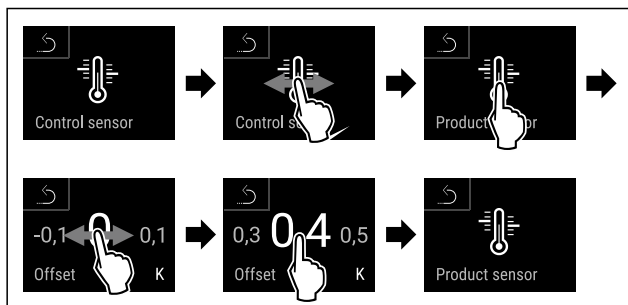 Control sensor
Control
Product
-0,1 0 0,1
Offset K
0,3 0,4 0,5
Offset K
Product sensor